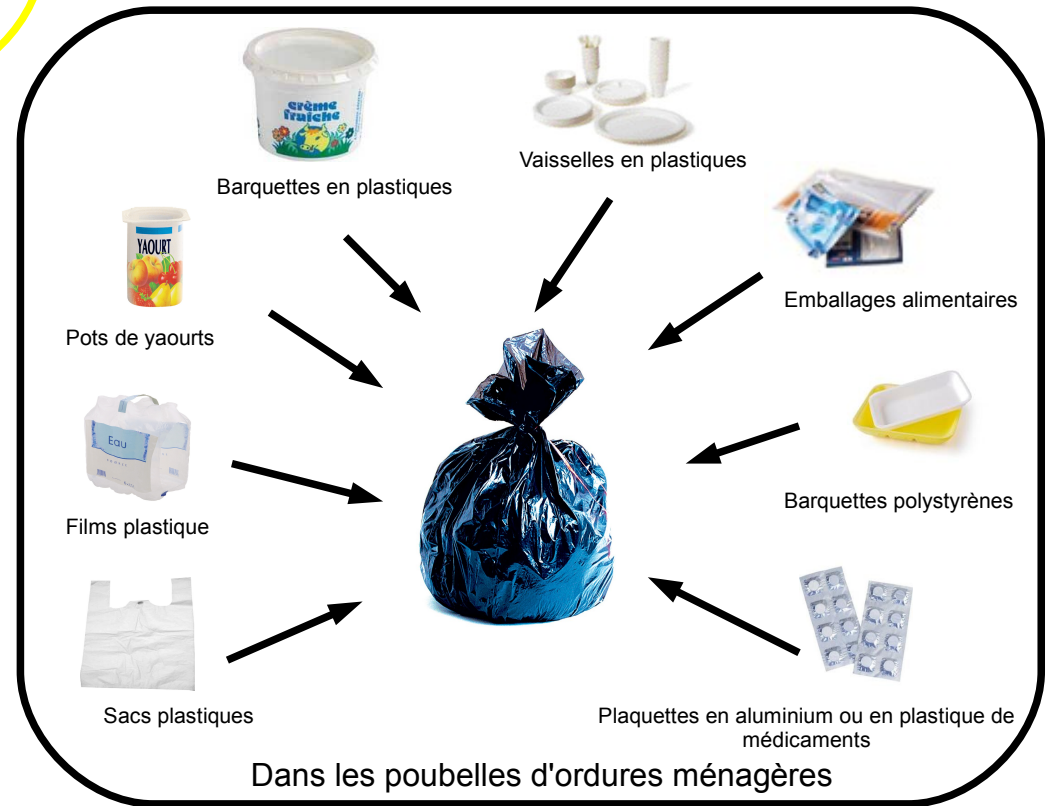 crème
fraîche
Barquettes en plastiques
Vaisselles en plastiques
YAOURT
Pots de yaourts
Emballages alimentaires
Eau
Films plastique
Barquettes polystyrènes
Sacs plastiques
Plaquettes en aluminium ou en plastique de
médicaments
Dans les poubelles d'ordures ménagères